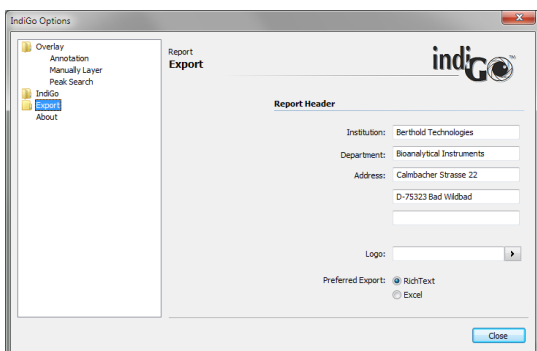 IndiGo Options
Overlay
Annotation
Manually Layer
Peak Search
IndiGo
Export
About
Report
Export
indiGo™
Report Header
Institution: Berthold Technologies
Department: Bioanalytical Instruments
Address: Calmbacher Strasse 22
D-75323 Bad Wildbad
Logo:
Preferred Export: RichText
Excel
Close